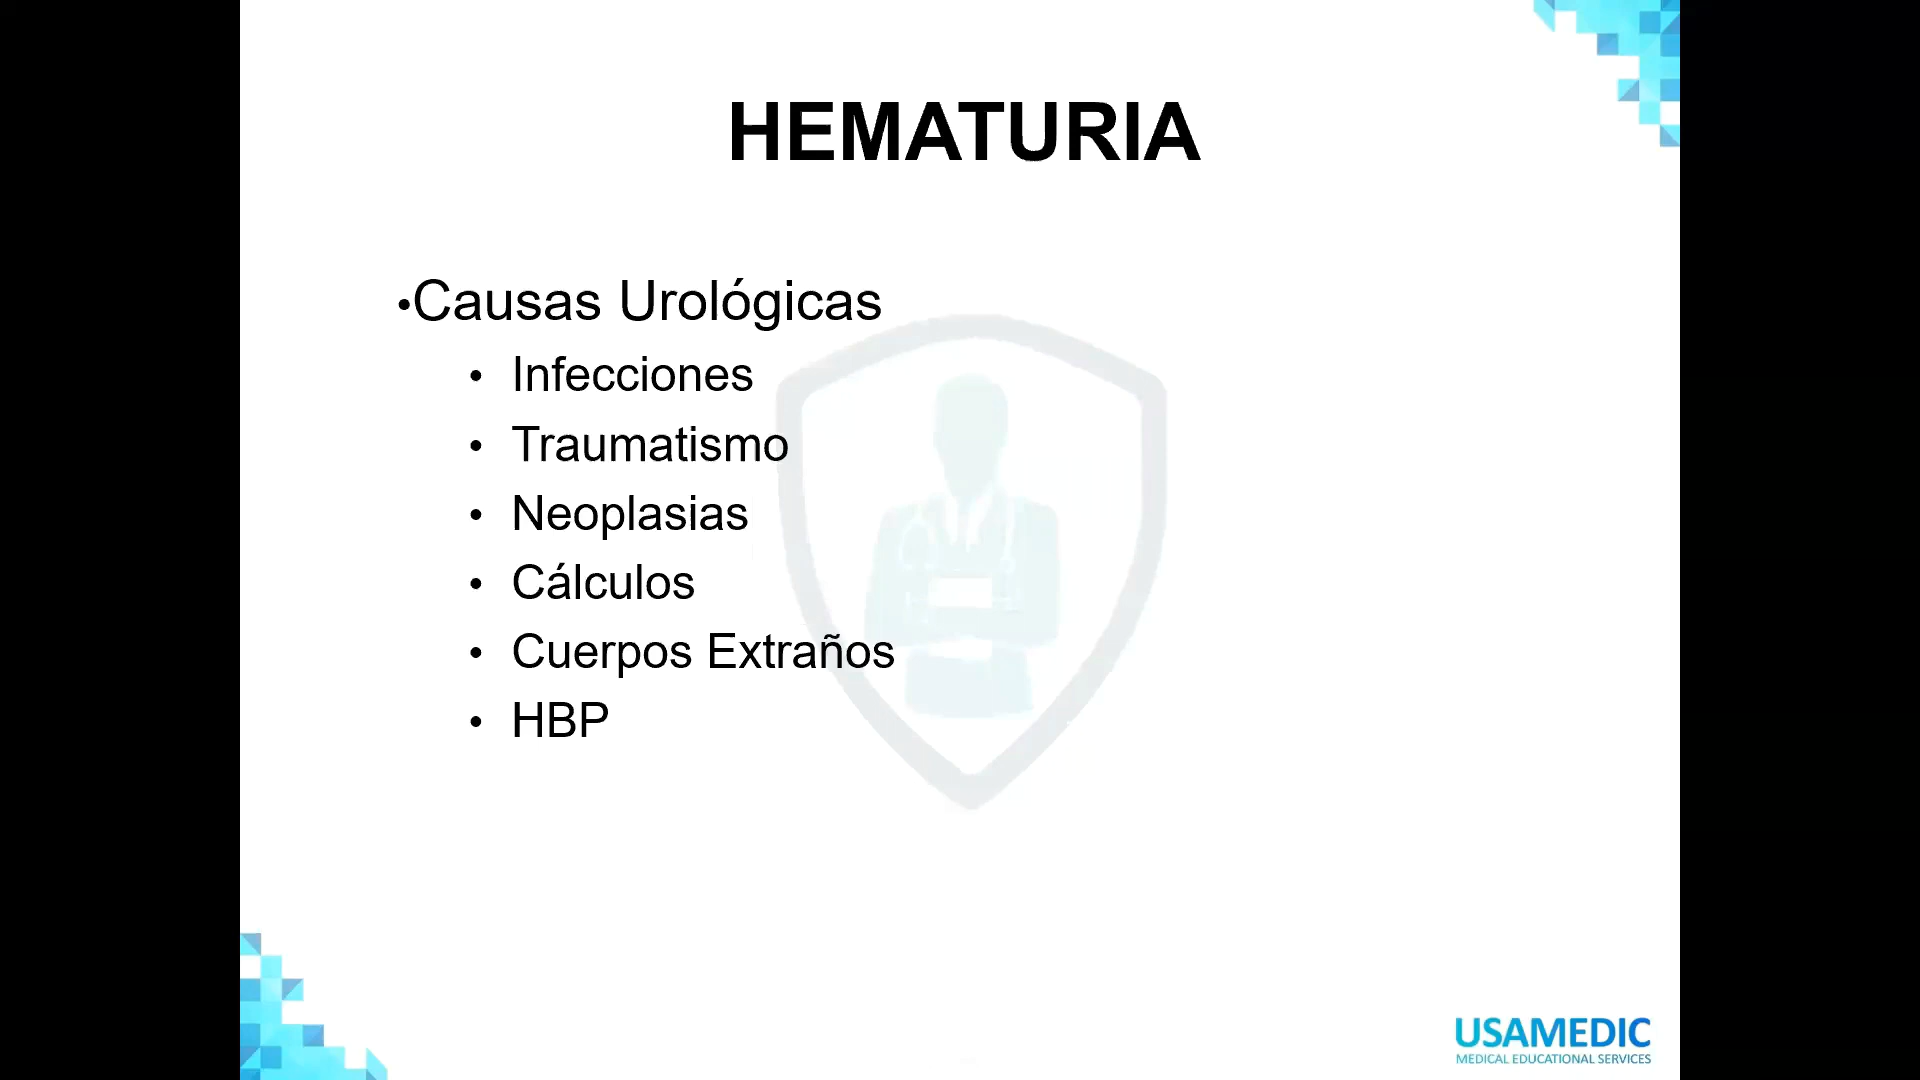 HEMATURIA
•Causas Urológicas
• Infecciones
• Traumatismo
• Neoplasias
• Cálculos
• Cuerpos Extraños
• HBP
USAMEDIC
MEDICAL EDUCATIONAL SERVICES